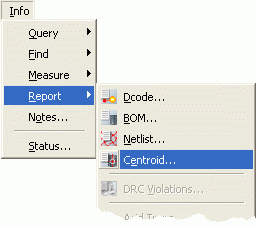 Info
Query
Find
Measure
Report
Notes...
Status...
Dcode...
BOM...
Netlist...
Centroid...
DRC Violations...